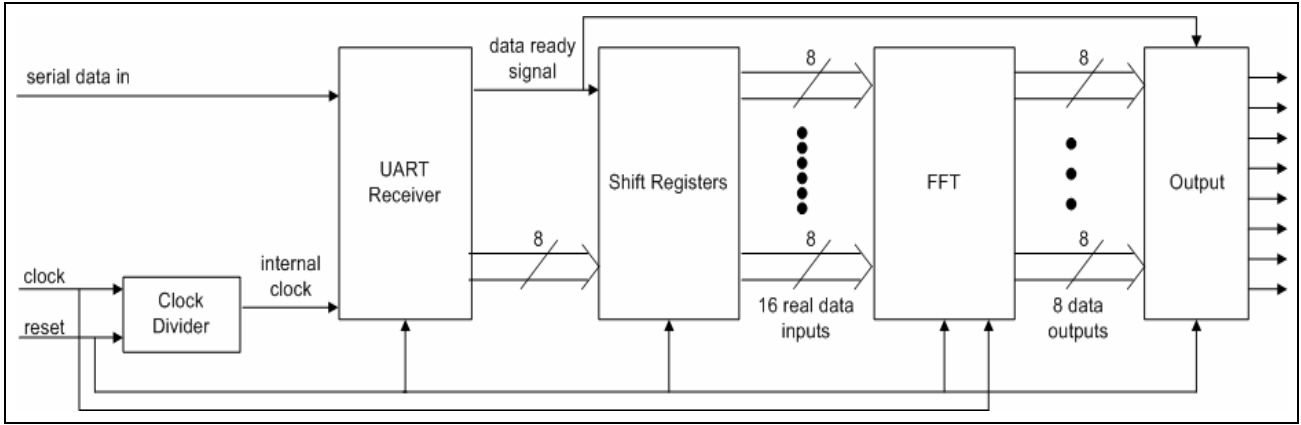 serial data in
clock
reset
Clock
Divider
internal
clock
UART
Receiver
data ready
signal
8
Shift Registers
8
8
16 real data
inputs
FFT
8
8
8 data
outputs
Output